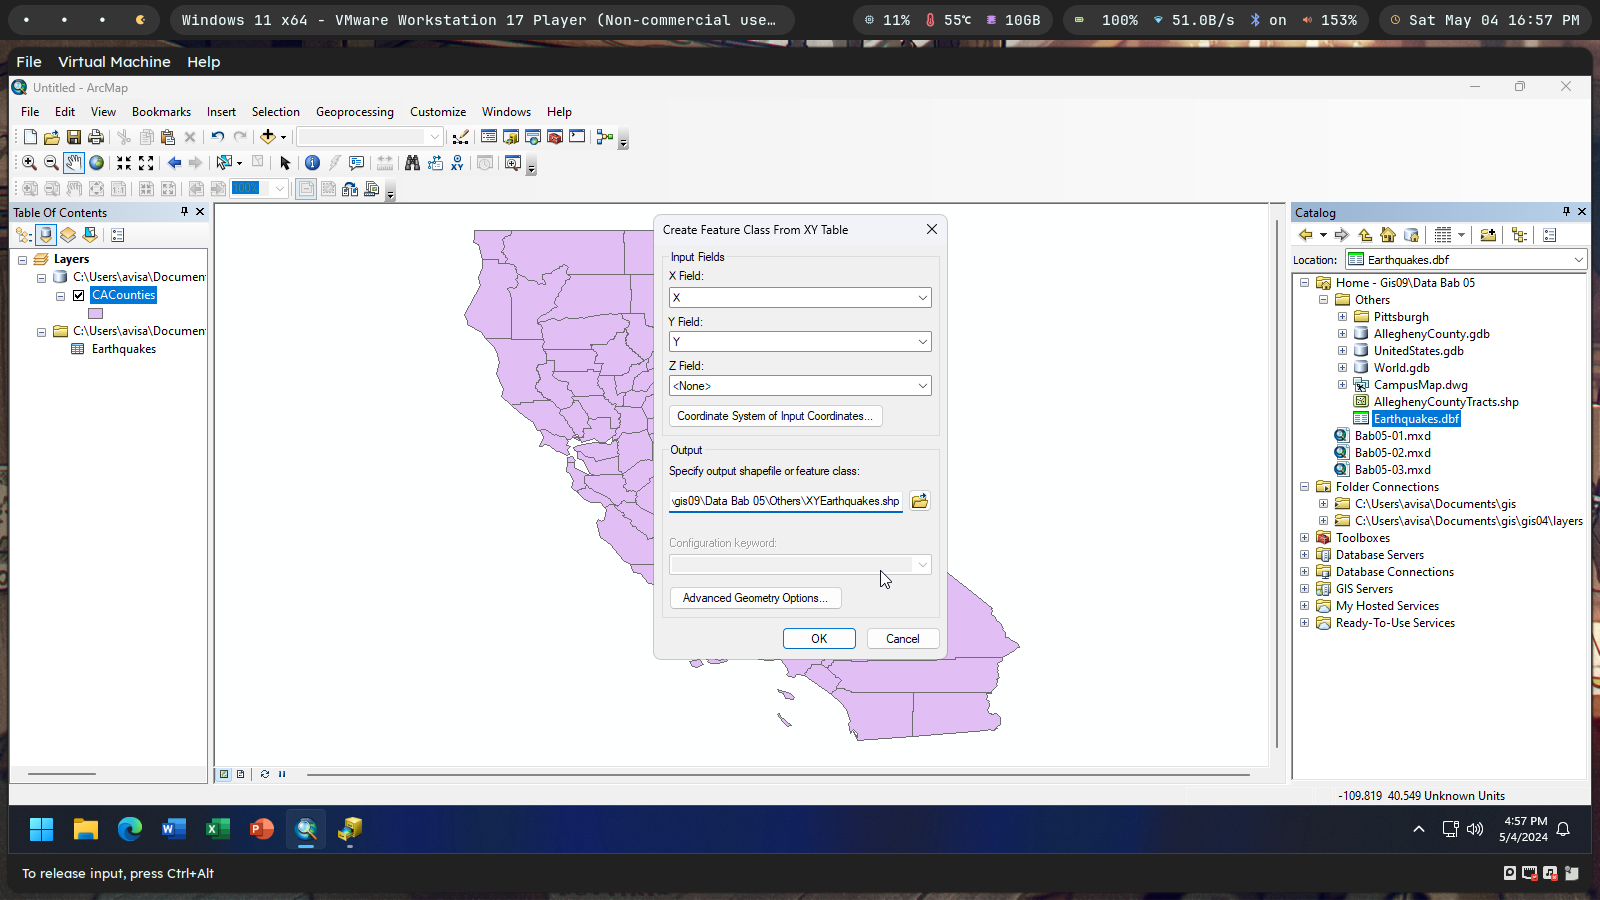 Windows 11 x64 - VMware Workstation 17 Player (Non-commercial use…
11%
55℃
10GB
100%
51.0B/s
on
153%
Sat May 04 16:57 PM
File Virtual Machine Help
Untitled - ArcMap
File Edit View Bookmarks Insert Selection Geoprocessing Customize Windows Help
100%
Table Of Contents
Layers
C:\Users\avisa\Documen
CACounties
C:\Users\avisa\Documen
Earthquakes
Create Feature Class From XY Table
Input Fields
X Field:
X
Y Field:
Y
Z Field:
<None>
Coordinate System of Input Coordinates...
Output
Specify output shapefile or feature class:
\gis09\Data Bab 05\Others\XYEarthquakes.shp
Configuration keyword:
Advanced Geometry Options...
OK Cancel
Catalog
Location: Earthquakes.dbf
Home - Gis09\Data Bab 05
Others
Pittsburgh
AlleghenyCounty.gdb
UnitedStates.gdb
World.gdb
CampusMap.dwg
AlleghenyCountyTracts.shp
Earthquakes.dbf
Bab05-01.mxd
Bab05-02.mxd
Bab05-03.mxd
Folder Connections
C:\Users\avisa\Documents\gis
C:\Users\avisa\Documents\gis\gis04\layers
Toolboxes
Database Servers
Database Connections
GIS Servers
My Hosted Services
Ready-To-Use Services
-109.819 40.549 Unknown Units
4:57 PM
5/4/2024
To release input, press Ctrl+Alt